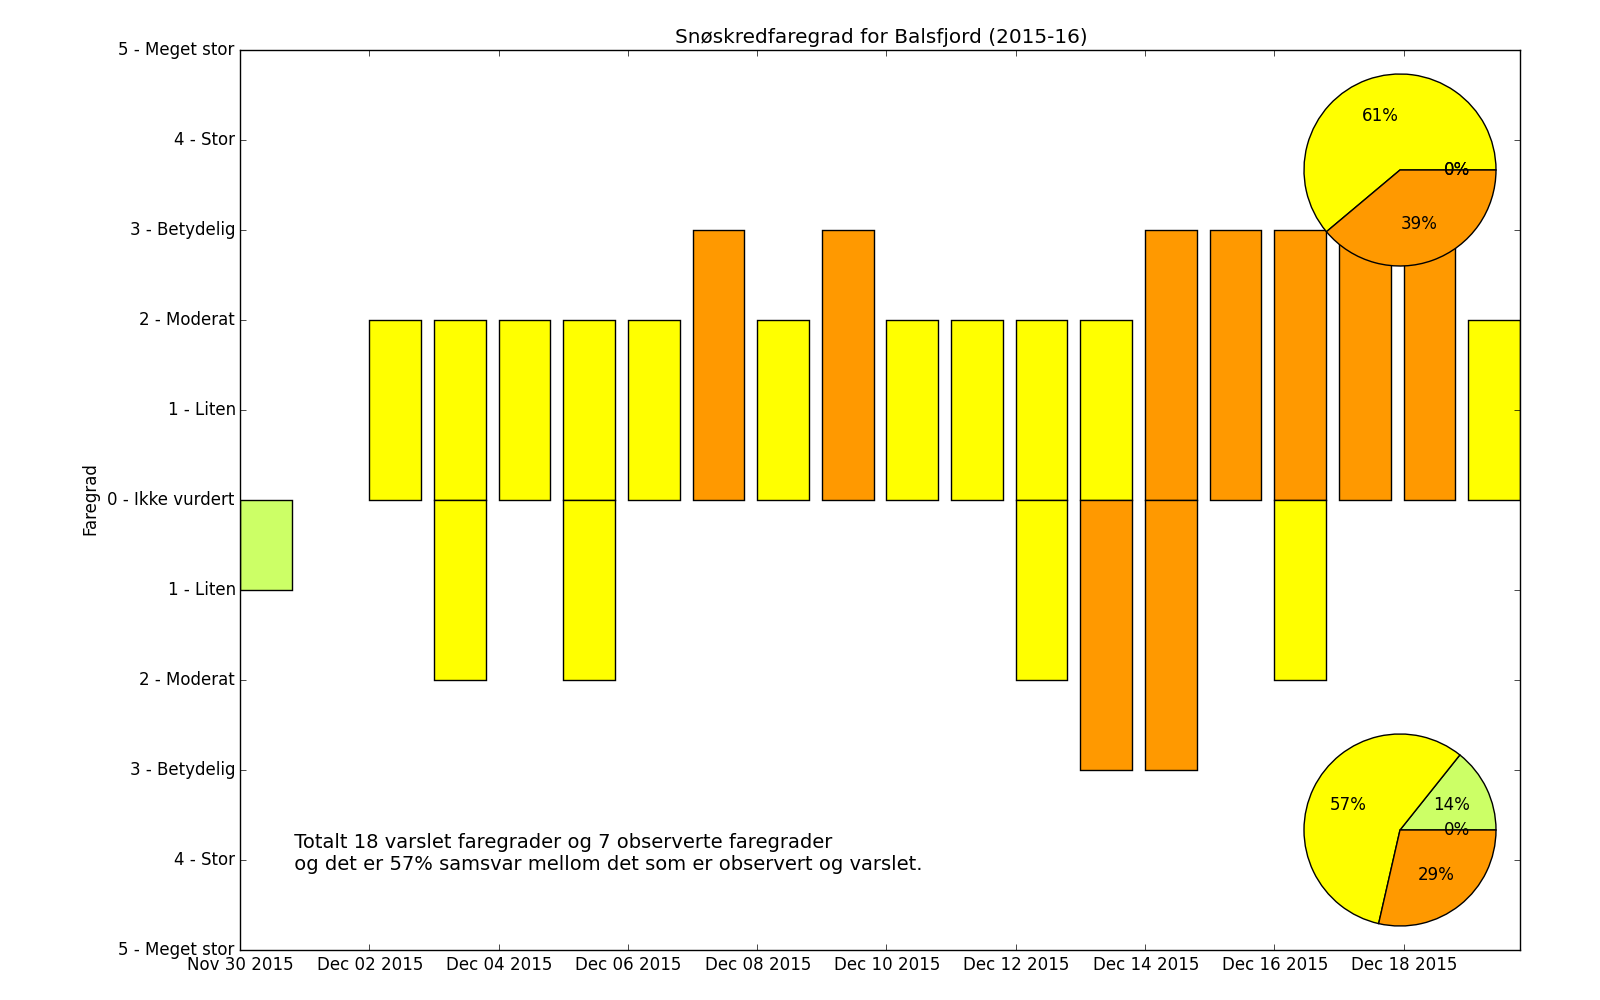 Snøskredfaregrad for Balsfjord (2015-16)
5 - Meget stor
4 - Stor
3 - Betydelig
2 - Moderat
1 - Liten
0 - Ikke vurdert
1 - Liten
2 - Moderat
3 - Betydelig
4 - Stor
5 - Meget stor
Faregrad
61%
0%
0%
39%
57%
14%
0%
29%
Totalt 18 varslet faregrader og 7 observerte faregrader
og det er 57% samsvar mellom det som er observert og varslet.
Nov 30 2015 Dec 02 2015 Dec 04 2015 Dec 06 2015 Dec 08 2015 Dec 10 2015 Dec 12 2015 Dec 14 2015 Dec 16 2015 Dec 18 2015